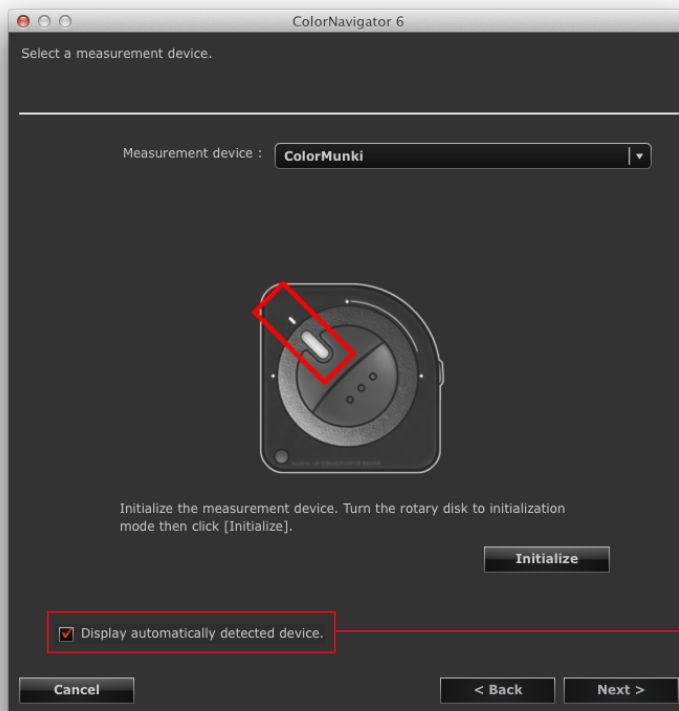 ColorNavigator 6
Select a measurement device.
Measurement device :
ColorMunki
Initialize the measurement device. Turn the rotary disk to initialization
mode then click [Initialize].
Initialize
Display automatically detected device.
Cancel
< Back
Next >